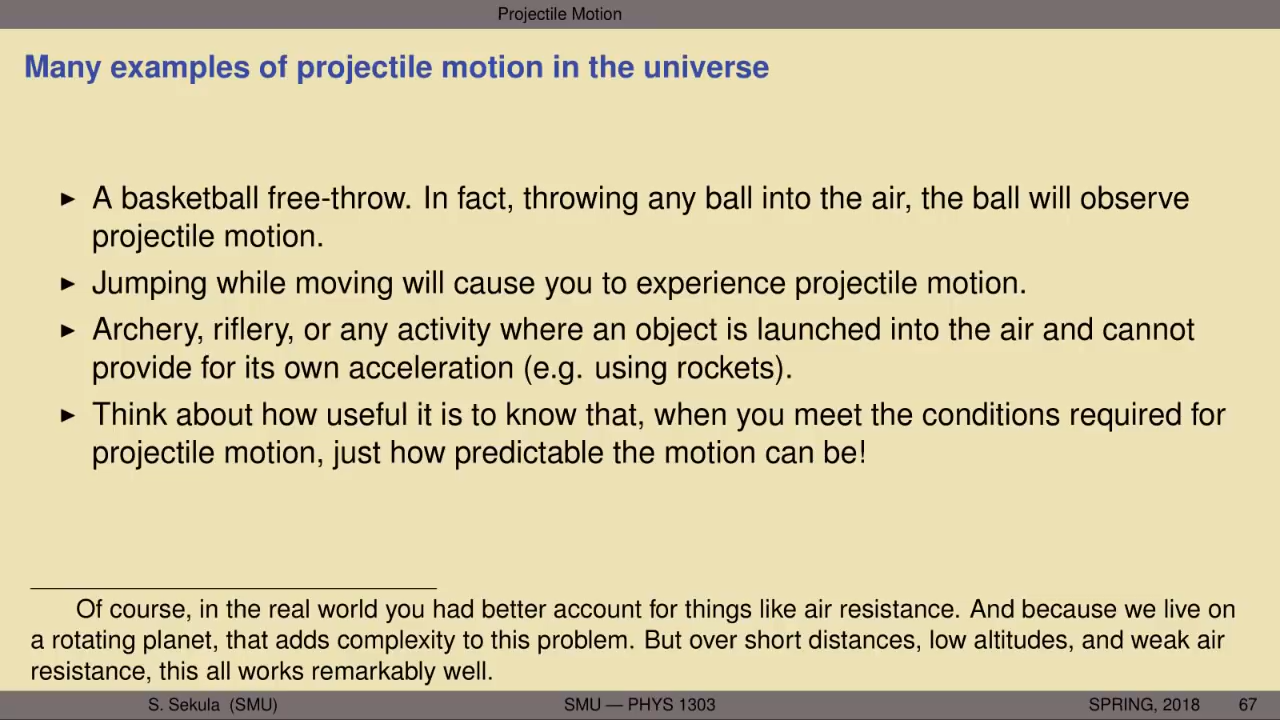 Projectile Motion
Many examples of projectile motion in the universe
▶ A basketball free-throw. In fact, throwing any ball into the air, the ball will observe
projectile motion.
▶ Jumping while moving will cause you to experience projectile motion.
▶ Archery, riflery, or any activity where an object is launched into the air and cannot
provide for its own acceleration (e.g. using rockets).
▶ Think about how useful it is to know that, when you meet the conditions required for
projectile motion, just how predictable the motion can be!
Of course, in the real world you had better account for things like air resistance. And because we live on
a rotating planet, that adds complexity to this problem. But over short distances, low altitudes, and weak air
resistance, this all works remarkably well.
S. Sekula (SMU) SMU — PHYS 1303 SPRING, 2018 67